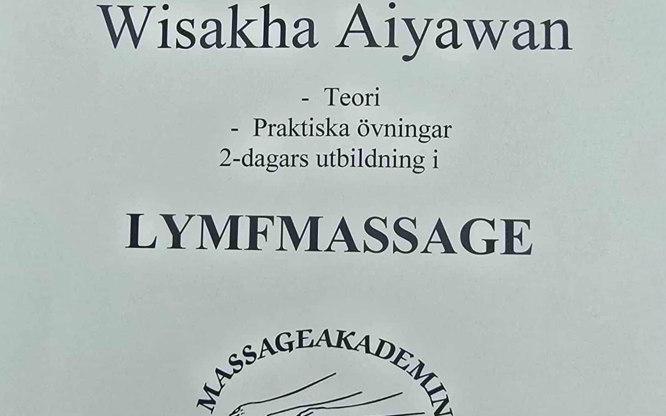 Wisakha Aiyawan
- Teori
- Praktiska övningar
2-dagars utbildning i
LYMFMASSAGE
MASSAGEAKADEMIN